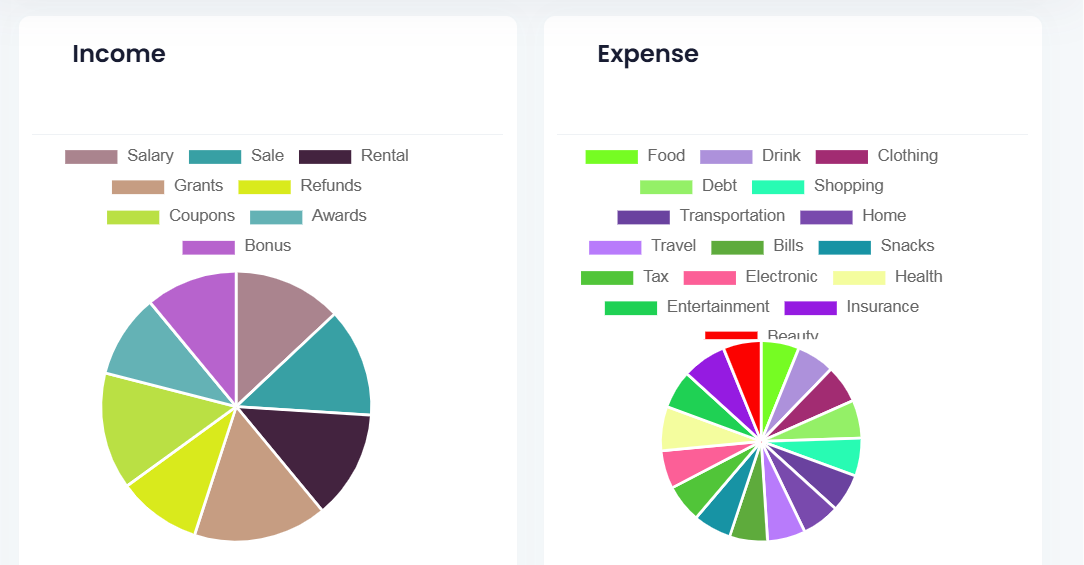 Income
Salary Sale Rental
Grants Refunds
Coupons Awards
Bonus
Expense
Food Drink Clothing
Debt Shopping
Transportation Home
Travel Bills Snacks
Tax Electronic Health
Entertainment Insurance
Beauty